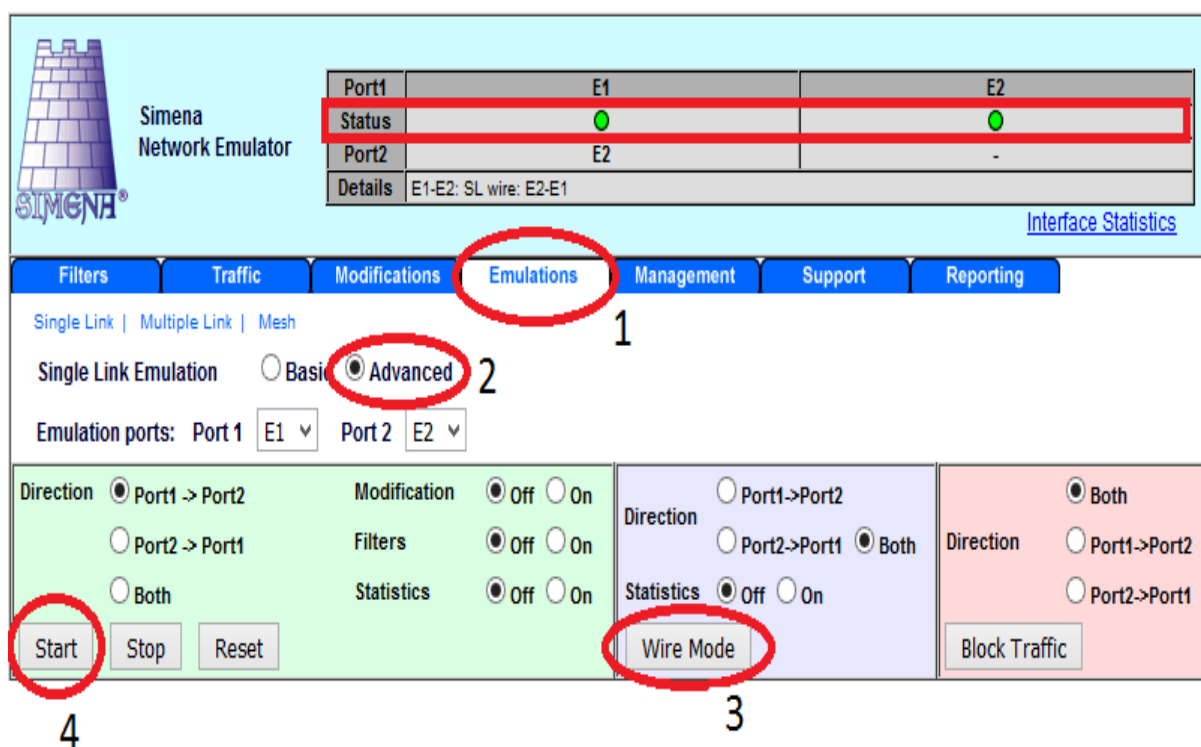 Simena
Network Emulator
SIMENA®
Port1 E1 E2
Status
Port2 E2 -
Details E1-E2: SL wire: E2-E1
Interface Statistics
Filters Traffic Modifications Emulations Management Support Reporting
1
Single Link | Multiple Link | Mesh
Single Link Emulation Basic Advanced 2
Emulation ports: Port 1 E1 Port 2 E2
Direction Port1 -> Port2 Modification Off On
Port2 -> Port1 Filters Off On
Both Statistics Off On
Start Stop Reset
4
Direction Port1->Port2
Port2->Port1 Both
Statistics Off On
Wire Mode
3
Direction Both
Port1->Port2
Port2->Port1
Block Traffic